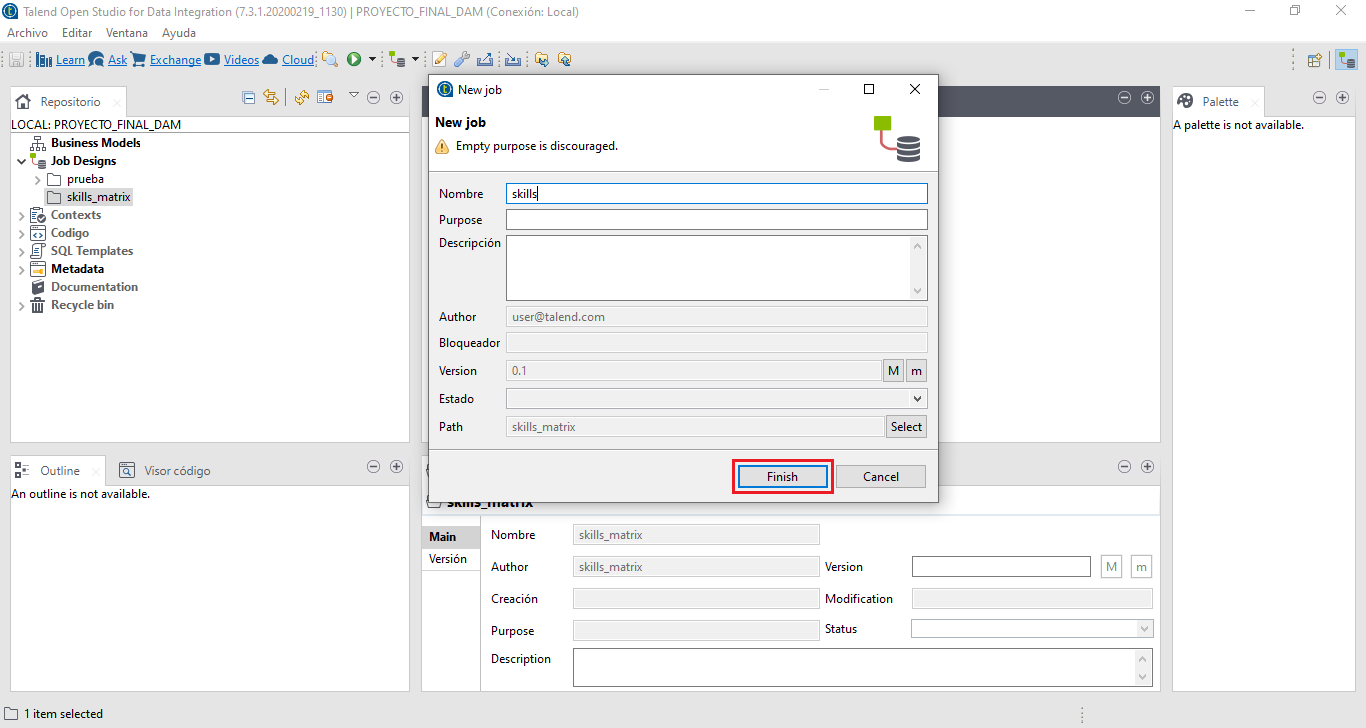 Talend Open Studio for Data Integration (7.3.1.20200219_1130) | PROYECTO_FINAL_DAM (Conexión: Local)
Archivo Editar Ventana Ayuda
Learn Ask Exchange Videos Cloud
Repositorio
LOCAL: PROYECTO_FINAL_DAM
Business Models
Job Designs
prueba
skills_matrix
Contexts
Codigo
SQL Templates
Metadata
Documentation
Recycle bin
New job
New job
Empty purpose is discouraged.
Nombre skills
Purpose
Descripción
Author user@talend.com
Bloqueador
Version 0.1 M m
Estado
Path skills_matrix Select
Finish Cancel
Palette
A palette is not available.
Outline Visor código
An outline is not available.
skills_matrix
Main
Versión
Nombre skills_matrix
Author skills_matrix Version M m
Creación Modification
Purpose Status
Description
1 item selected